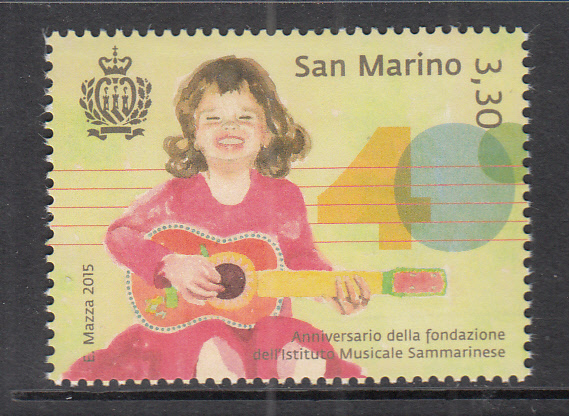 San Marino
3,30
40
Anniversario della fondazione
dell'Istituto Musicale Sammarinese
E. Mazza 2015